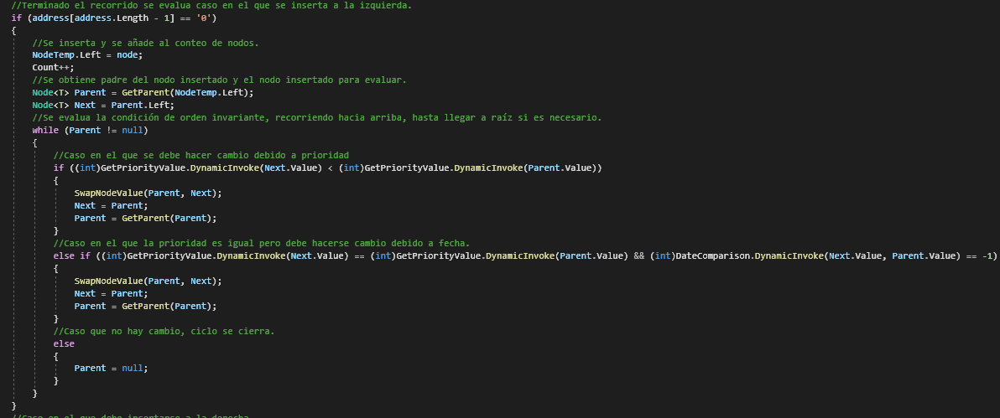 //Terminado el recorrido se evalua caso en el que se inserta a la izquierda.
if (address[address.Length - 1] == '0')
{
//Se inserta y se añade al conteo de nodos.
NodeTemp.Left = node;
Count++;
//Se obtiene padre del nodo insertado y el nodo insertado para evaluar.
Node<T> Parent = GetParent(NodeTemp.Left);
Node<T> Next = Parent.Left;
//Se evalua la condición de orden invariante, recorriendo hacia arriba, hasta llegar a raíz si es necesario.
while (Parent != null)
{
//Caso en el que se debe hacer cambio debido a prioridad
if ((int)GetPriorityValue.DynamicInvoke(Next.Value) < (int)GetPriorityValue.DynamicInvoke(Parent.Value))
{
SwapNodeValue(Parent, Next);
Next = Parent;
Parent = GetParent(Parent);
}
//Caso en el que la prioridad es igual pero debe hacerse cambio debido a fecha.
else if ((int)GetPriorityValue.DynamicInvoke(Next.Value) == (int)GetPriorityValue.DynamicInvoke(Parent.Value) && (int)DateComparison.DynamicInvoke(Next.Value, Parent.Value) == -1)
{
SwapNodeValue(Parent, Next);
Next = Parent;
Parent = GetParent(Parent);
}
//Caso que no hay cambio, ciclo se cierra.
else
{
Parent = null;
}
}
}
//Caso en el que debe insertarse a la derecha